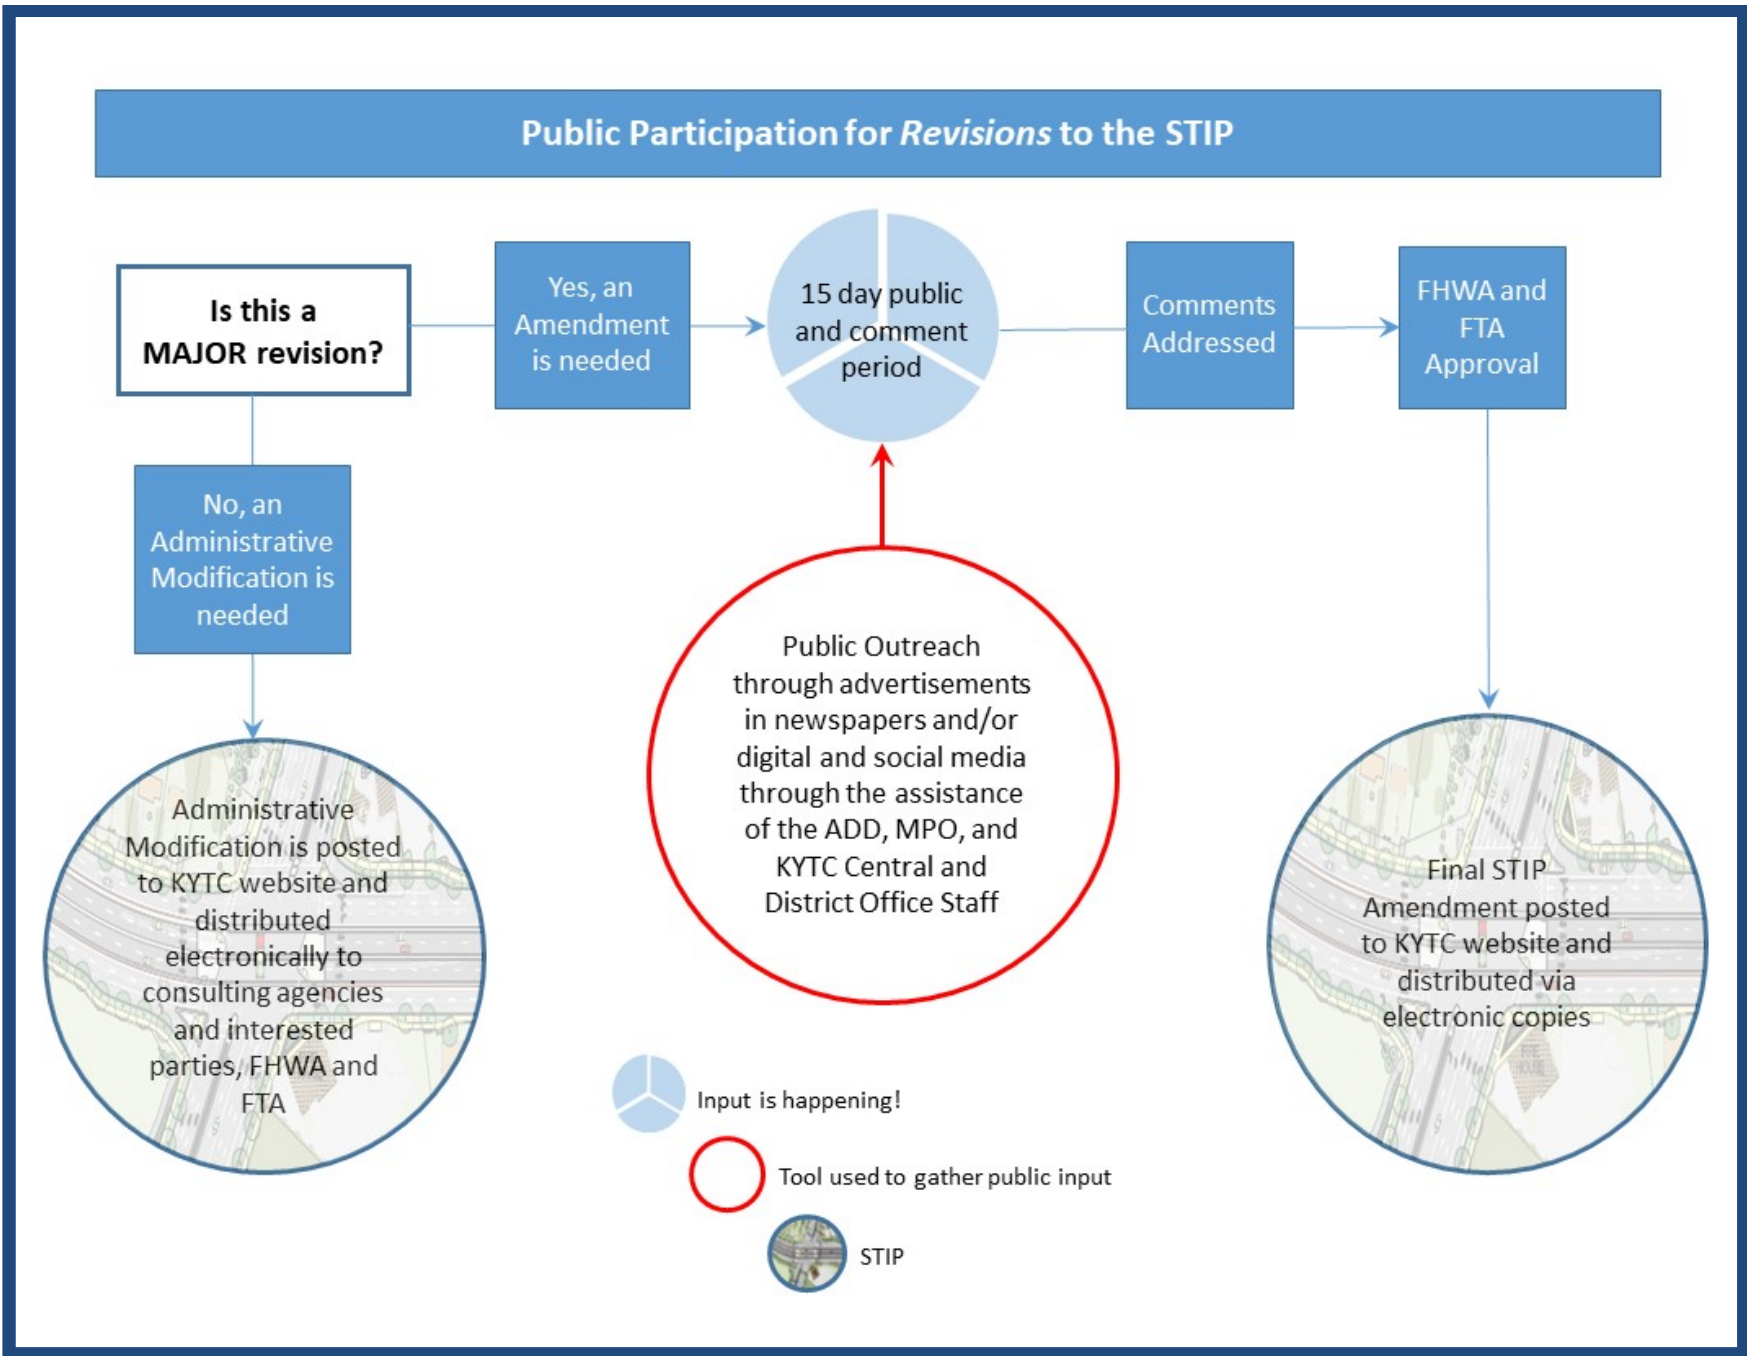 Public Participation for Revisions to the STIP
Is this a
MAJOR revision?
Yes, an
Amendment
is needed
15 day public
and comment
period
Comments
Addressed
FHWA and
FTA
Approval
No, an
Administrative
Modification is
needed
Public Outreach
through advertisements
in newspapers and/or
digital and social media
through the assistance
of the ADD, MPO, and
KYTC Central and
District Office Staff
Administrative
Modification is posted
to KYTC website and
distributed
electronically to
consulting agencies
and interested
parties, FHWA and
FTA
Final STIP
Amendment posted
to KYTC website and
distributed via
electronic copies
FIRE
HOUSE
Input is happening!
Tool used to gather public input
STIP